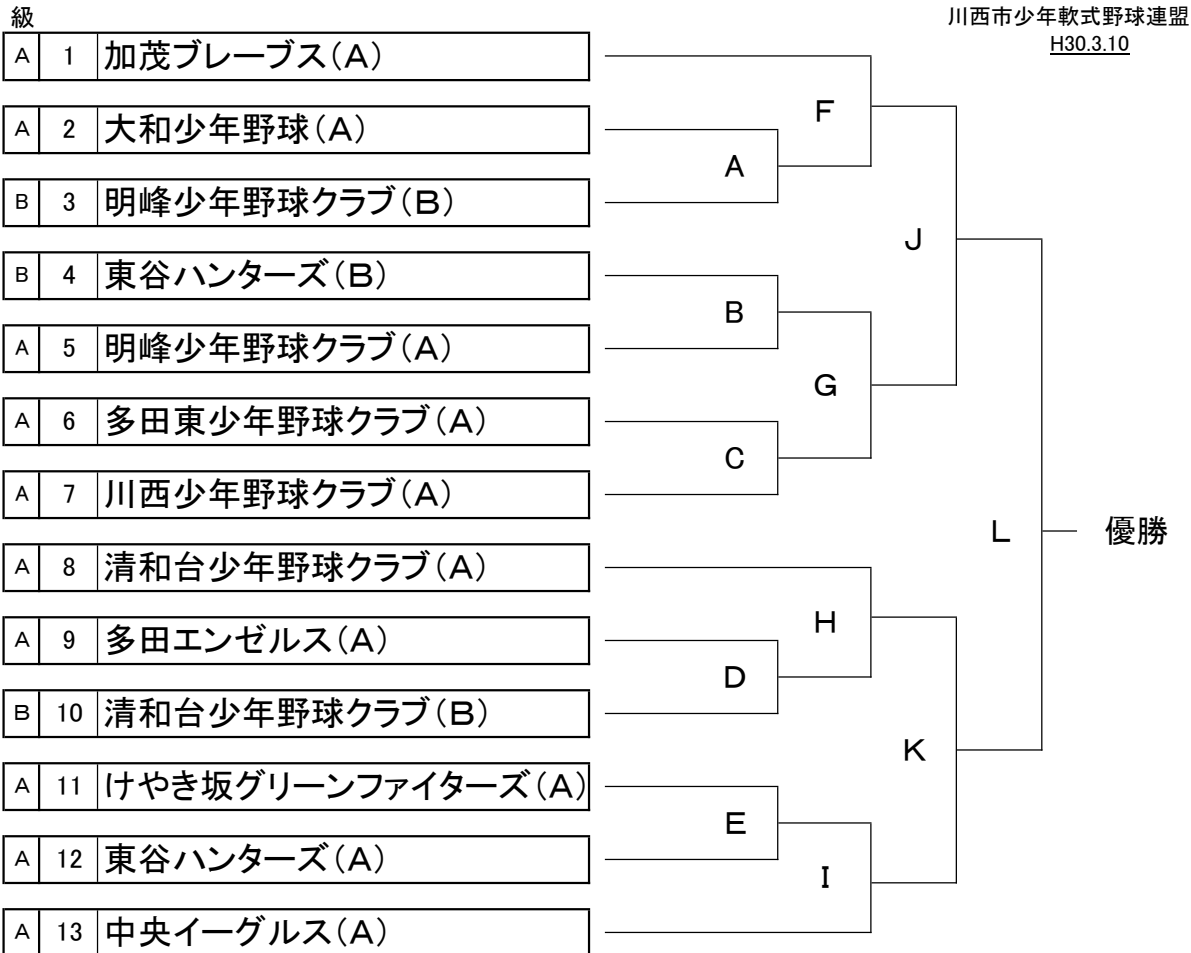 級
川西市少年軟式野球連盟
H30.3.10
A 1 加茂ブレーブス(A)
F
A 2 大和少年野球(A)
A
B 3 明峰少年野球クラブ(B)
J
B 4 東谷ハンターズ(B)
B
A 5 明峰少年野球クラブ(A)
G
A 6 多田東少年野球クラブ(A)
C
A 7 川西少年野球クラブ(A)
L 優勝
A 8 清和台少年野球クラブ(A)
H
A 9 多田エンゼルス(A)
D
B 10 清和台少年野球クラブ(B)
K
A 11 けやき坂グリーンファイターズ(A)
E
A 12 東谷ハンターズ(A)
I
A 13 中央イーグルス(A)